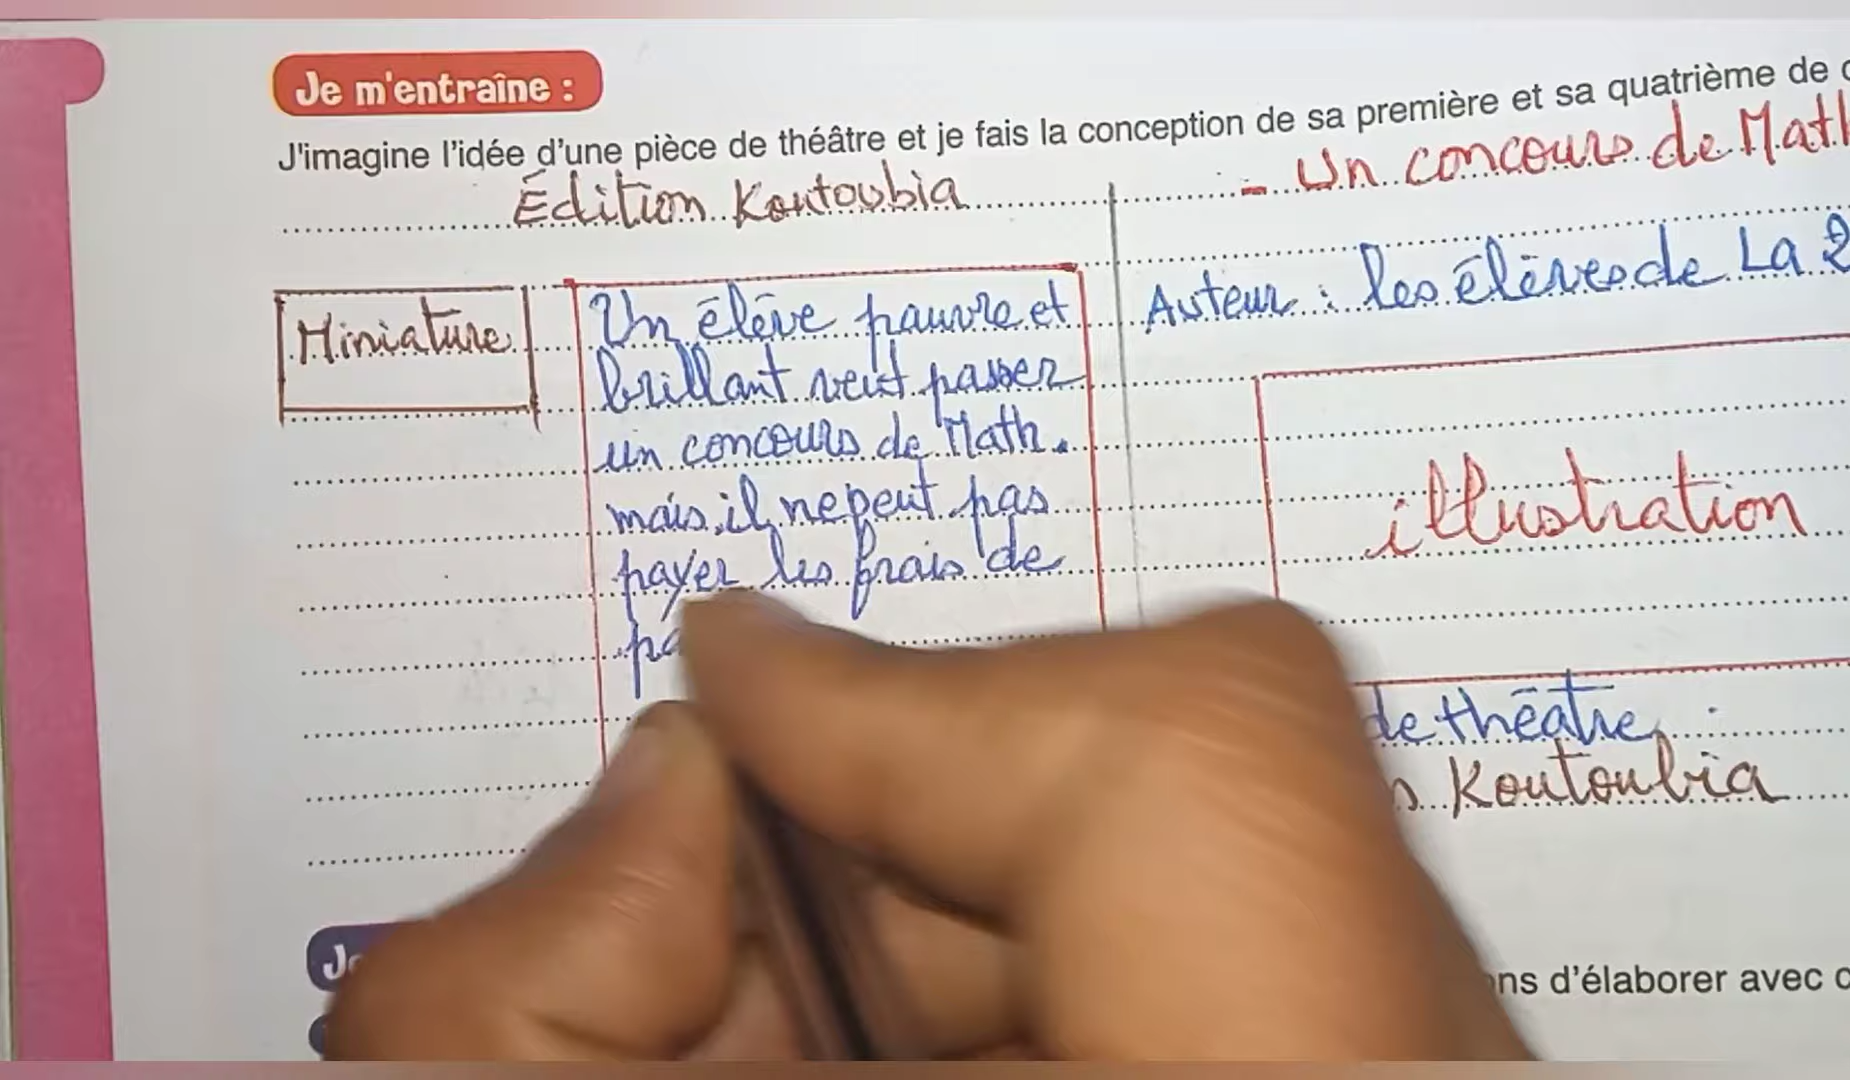 Je m'entraîne :
J'imagine l'idée d'une pièce de théâtre et je fais la conception de sa première et sa quatrième de
Édition Koutoubia
- Un concours de Math
Miniature
Un élève pauvre et
brillant veut passer
un concours de Math.
mais il ne peut pas
payer les frais de
Auteur : les élèves de La 2
illustration
de théâtre
Koutoubia
d'élaborer avec